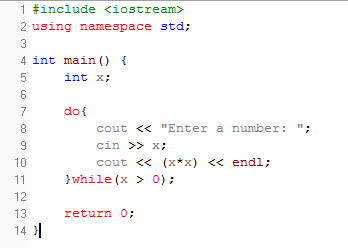 1 #include <iostream>
2 using namespace std;
3
4 int main() {
5     int x;
6
7     do{
8         cout << "Enter a number: ";
9         cin >> x;
10         cout << (x*x) << endl;
11     }while(x > 0);
12
13     return 0;
14 }